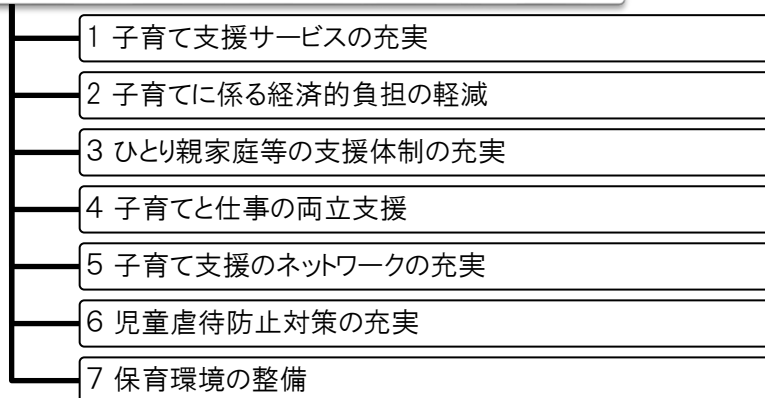 1 子育て支援サービスの充実
2 子育てに係る経済的負担の軽減
3 ひとり親家庭等の支援体制の充実
4 子育てと仕事の両立支援
5 子育て支援のネットワークの充実
6 児童虐待防止対策の充実
7 保育環境の整備